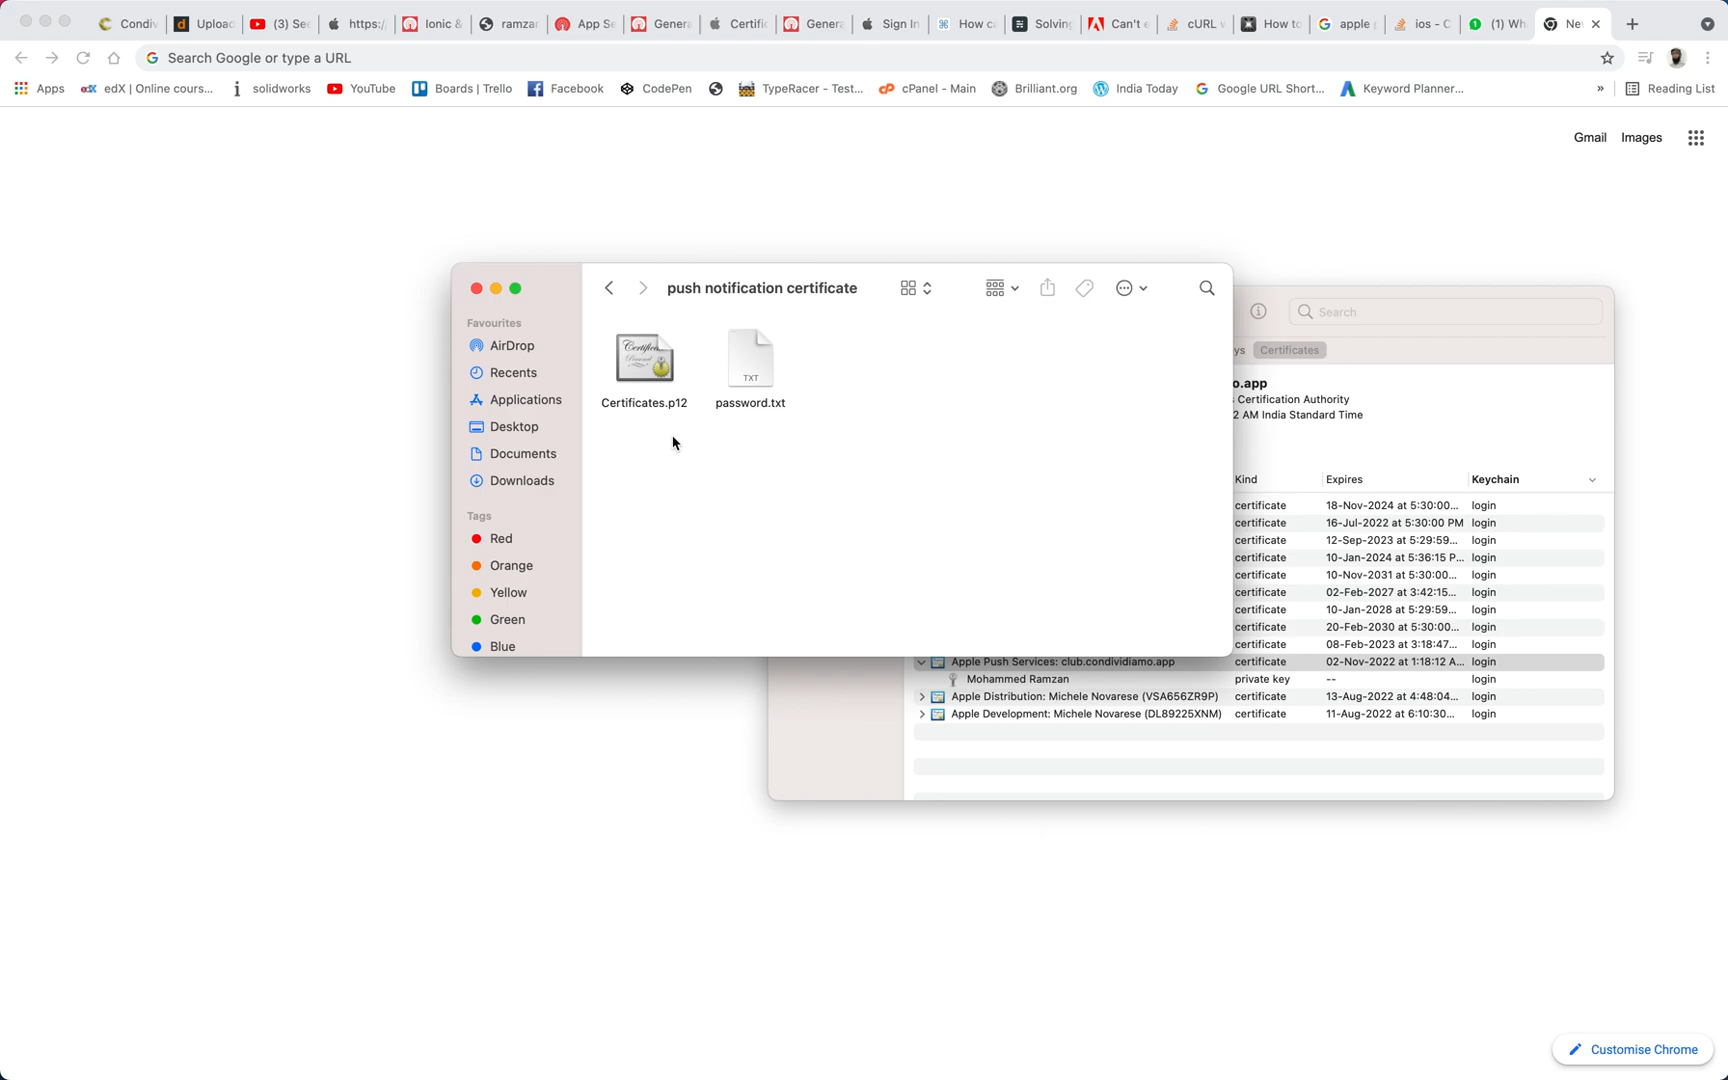 Condiv
Upload
(3) Se
https:/
Ionic &
ramzan
App Se
Genera
Certific
Genera
Sign In
How ca
Solving
Can't e
cURL w
How to
apple p
ios - C
(1) Wh
Ne
Search Google or type a URL
Apps
edX | Online cours...
solidworks
YouTube
Boards | Trello
Facebook
CodePen
TypeRacer - Test...
cPanel - Main
Brilliant.org
India Today
Google URL Short...
Keyword Planner...
»
Reading List
Gmail
Images
push notification certificate
Favourites
AirDrop
Recents
Applications
Desktop
Documents
Downloads
Tags
Red
Orange
Yellow
Green
Blue
TXT
Certificates.p12
password.txt
Search
ys
Certificates
o.app
Certification Authority
2 AM India Standard Time
Kind
Expires
Keychain
certificate 18-Nov-2024 at 5:30:00... login
certificate 16-Jul-2022 at 5:30:00 PM login
certificate 12-Sep-2023 at 5:29:59... login
certificate 10-Jan-2024 at 5:36:15 P... login
certificate 10-Nov-2031 at 5:30:00... login
certificate 02-Feb-2027 at 3:42:15... login
certificate 10-Jan-2028 at 5:29:59... login
certificate 20-Feb-2030 at 5:30:00... login
certificate 08-Feb-2023 at 3:18:47... login
Apple Push Services: club.condividiamo.app certificate 02-Nov-2022 at 1:18:12 A... login
Mohammed Ramzan private key -- login
Apple Distribution: Michele Novarese (VSA656ZR9P) certificate 13-Aug-2022 at 4:48:04... login
Apple Development: Michele Novarese (DL89225XNM) certificate 11-Aug-2022 at 6:10:30... login
Customise Chrome